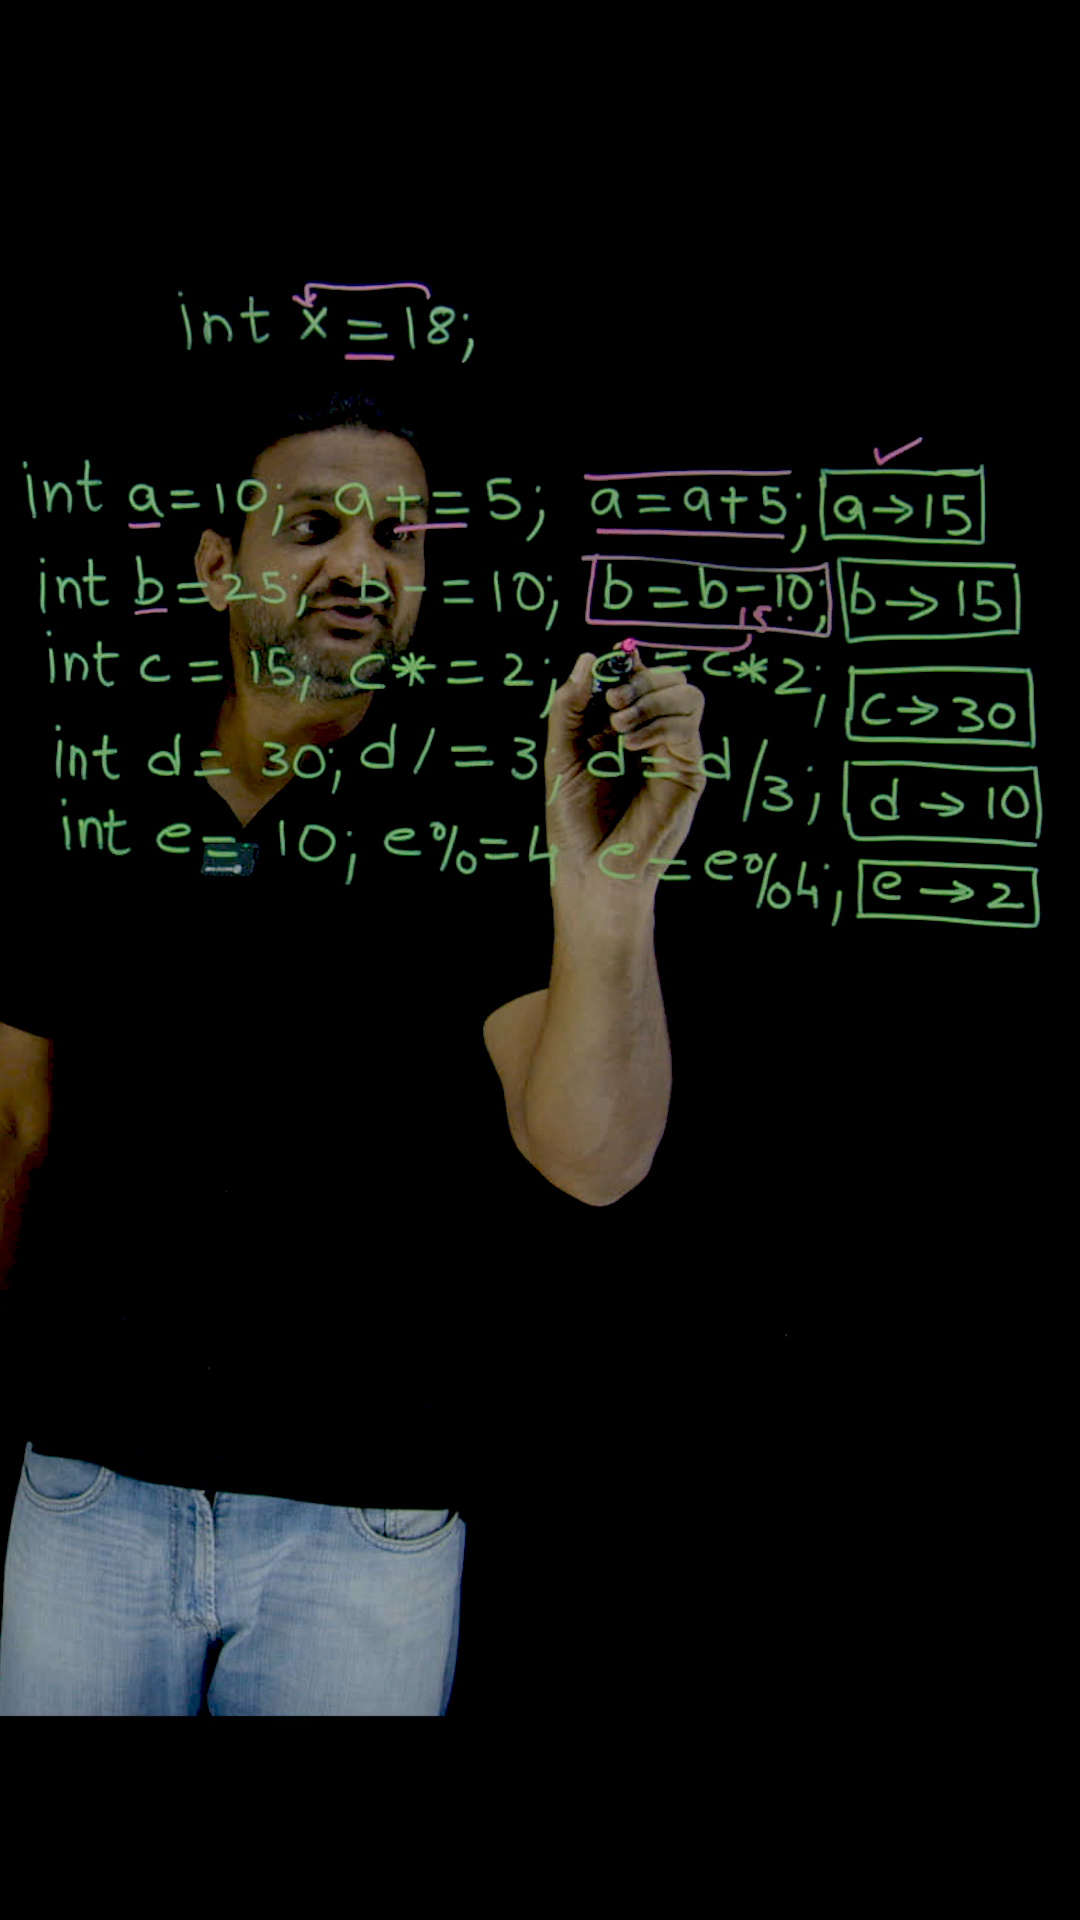 int x = 18;
int a = 10; a += 5; a = a + 5; a → 15
int b = 25; b - = 10; b = b - 10; b → 15
15
int c = 15; c * = 2; c = c * 2; c → 30
int d = 30; d / = 3; d = d / 3; d → 10
int e = 10; e % = 4 e = e % 4; e → 2